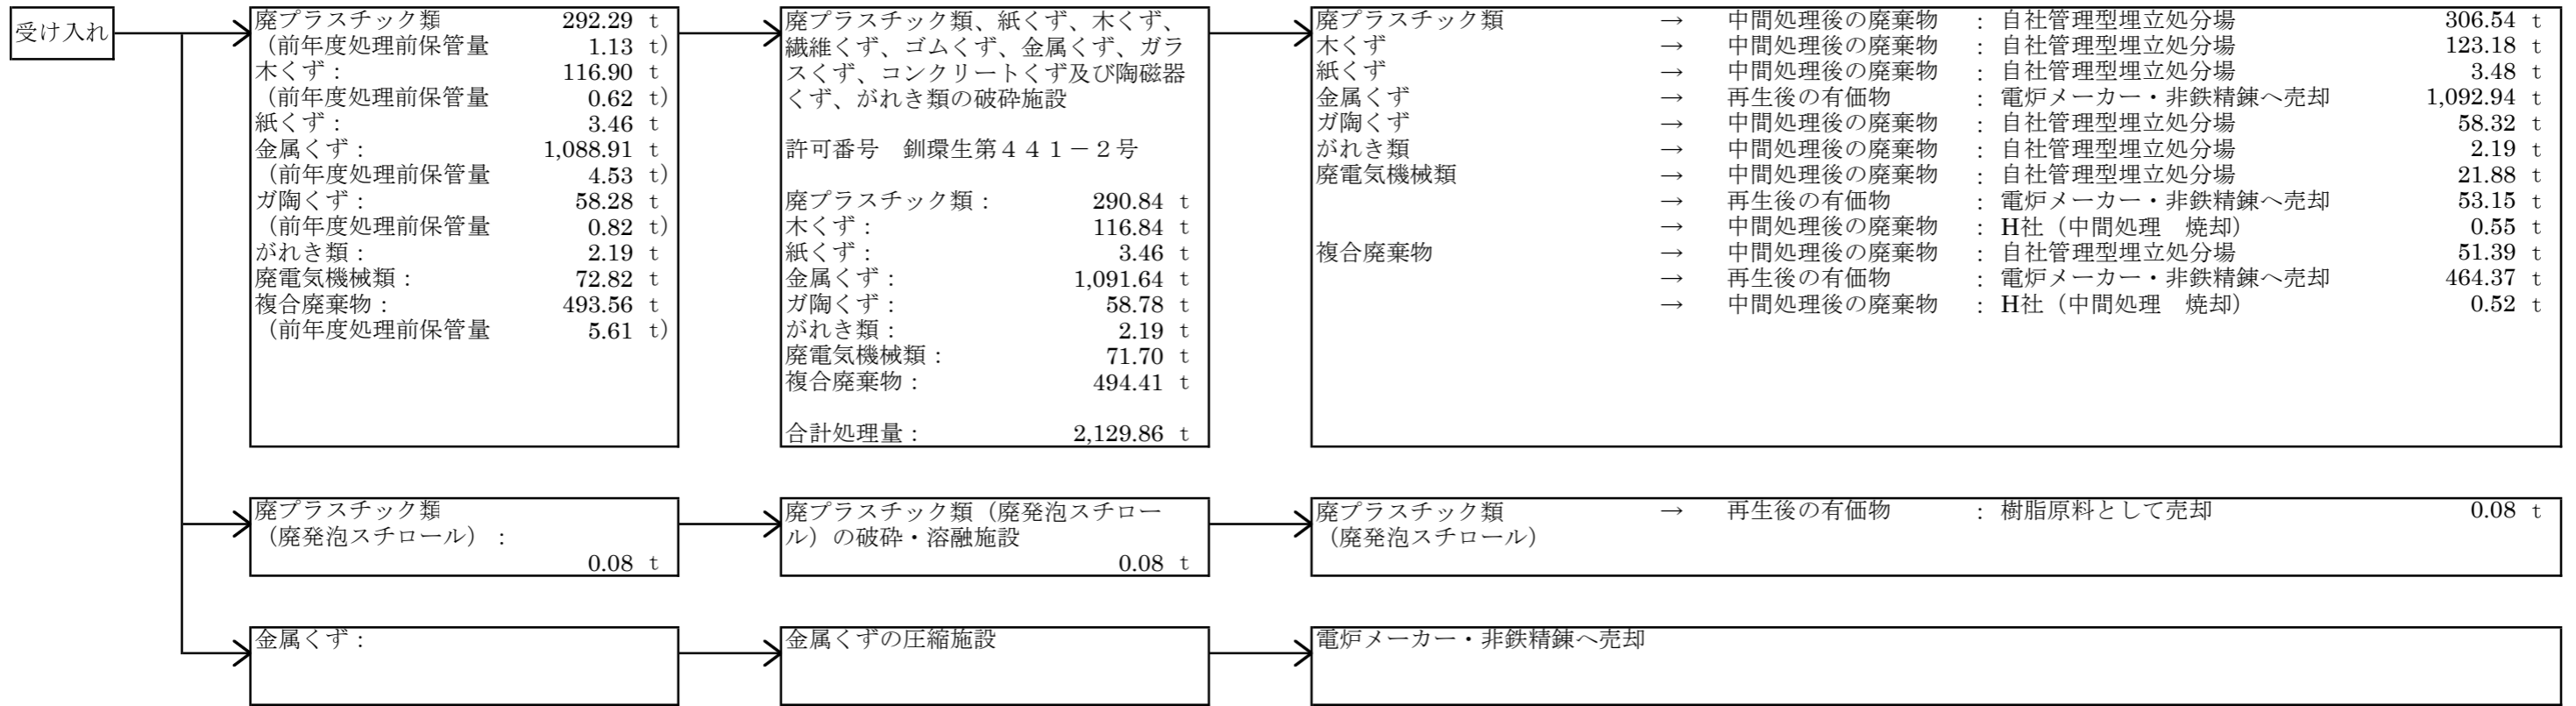 受け入れ
廃プラスチック類 292.29 t
（前年度処理前保管量 1.13 t）
木くず： 116.90 t
（前年度処理前保管量 0.62 t）
紙くず： 3.46 t
金属くず： 1,088.91 t
（前年度処理前保管量 4.53 t）
ガ陶くず： 58.28 t
（前年度処理前保管量 0.82 t）
がれき類： 2.19 t
廃電気機械類： 72.82 t
複合廃棄物： 493.56 t
（前年度処理前保管量 5.61 t）
廃プラスチック類、紙くず、木くず、
繊維くず、ゴムくず、金属くず、ガラ
スくず、コンクリートくず及び陶磁器
くず、がれき類の破砕施設
許可番号　釧環生第４４１－２号
廃プラスチック類： 290.84 t
木くず： 116.84 t
紙くず： 3.46 t
金属くず： 1,091.64 t
ガ陶くず： 58.78 t
がれき類： 2.19 t
廃電気機械類： 71.70 t
複合廃棄物： 494.41 t
合計処理量： 2,129.86 t
廃プラスチック類 → 中間処理後の廃棄物 ： 自社管理型埋立処分場 306.54 t
木くず → 中間処理後の廃棄物 ： 自社管理型埋立処分場 123.18 t
紙くず → 中間処理後の廃棄物 ： 自社管理型埋立処分場 3.48 t
金属くず → 再生後の有価物 ： 電炉メーカー・非鉄精錬へ売却 1,092.94 t
ガ陶くず → 中間処理後の廃棄物 ： 自社管理型埋立処分場 58.32 t
がれき類 → 中間処理後の廃棄物 ： 自社管理型埋立処分場 2.19 t
廃電気機械類 → 中間処理後の廃棄物 ： 自社管理型埋立処分場 21.88 t
→ 再生後の有価物 ： 電炉メーカー・非鉄精錬へ売却 53.15 t
→ 中間処理後の廃棄物 ： H社（中間処理　焼却） 0.55 t
複合廃棄物 → 中間処理後の廃棄物 ： 自社管理型埋立処分場 51.39 t
→ 再生後の有価物 ： 電炉メーカー・非鉄精錬へ売却 464.37 t
→ 中間処理後の廃棄物 ： H社（中間処理　焼却） 0.52 t
廃プラスチック類
（廃発泡スチロール）：
0.08 t
廃プラスチック類（廃発泡スチロー
ル）の破砕・溶融施設
0.08 t
廃プラスチック類 → 再生後の有価物 ： 樹脂原料として売却 0.08 t
（廃発泡スチロール）
金属くず：
金属くずの圧縮施設
電炉メーカー・非鉄精錬へ売却